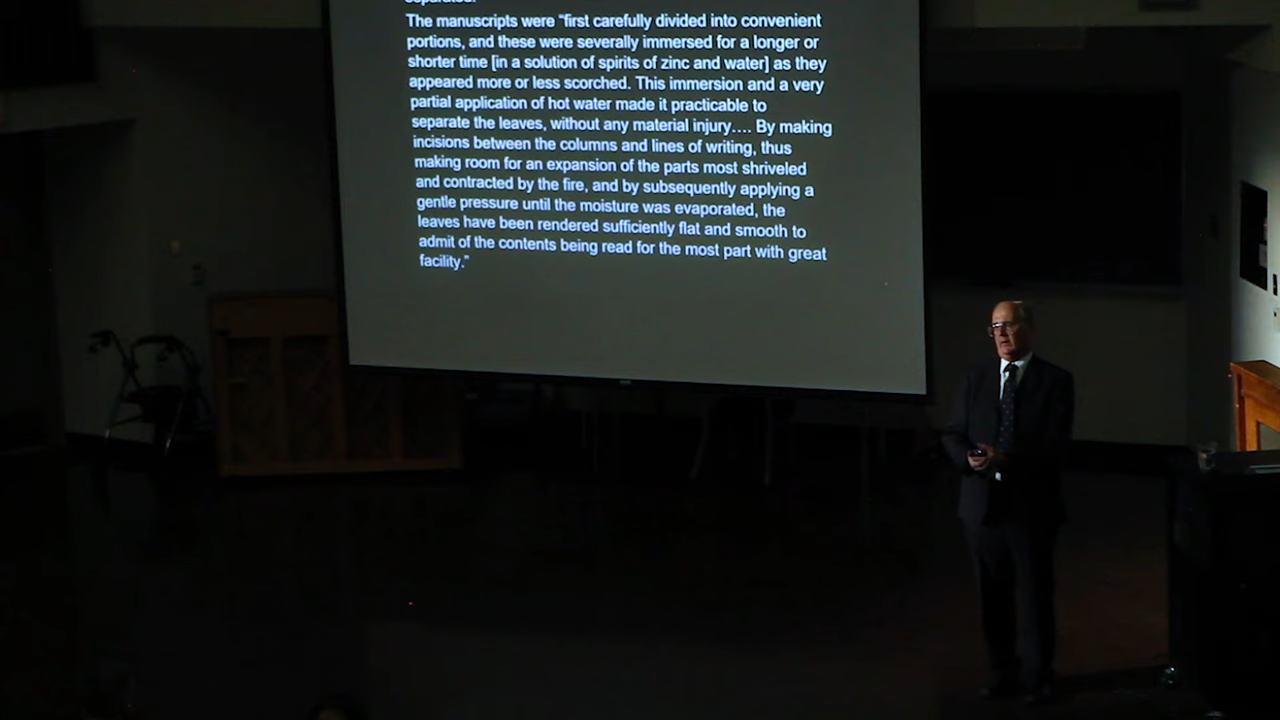 separated.
The manuscripts were “first carefully divided into convenient
portions, and these were severally immersed for a longer or
shorter time [in a solution of spirits of zinc and water] as they
appeared more or less scorched. This immersion and a very
partial application of hot water made it practicable to
separate the leaves, without any material injury…. By making
incisions between the columns and lines of writing, thus
making room for an expansion of the parts most shriveled
and contracted by the fire, and by subsequently applying a
gentle pressure until the moisture was evaporated, the
leaves have been rendered sufficiently flat and smooth to
admit of the contents being read for the most part with great
facility.”